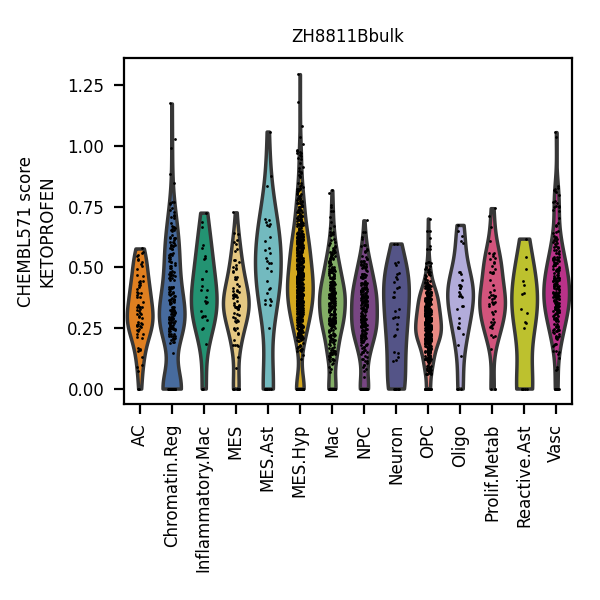 ZH8811Bbulk
CHEMBL571 score
KETOPROFEN
1.25
1.00
0.75
0.50
0.25
0.00
AC
Chromatin.Reg
Inflammatory.Mac
MES
MES.Ast
MES.Hyp
Mac
NPC
Neuron
OPC
Oligo
Prolif.Metab
Reactive.Ast
Vasc